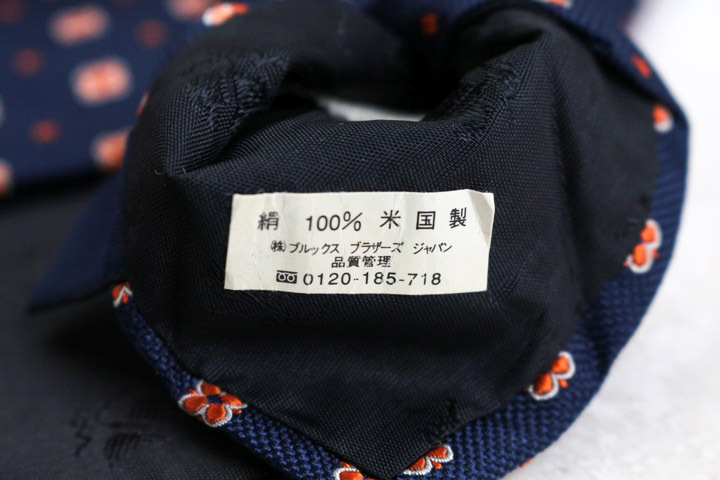 絹 100% 米国製
(株)ブルックス ブラザーズ ジャパン
品質管理
0120-185-718